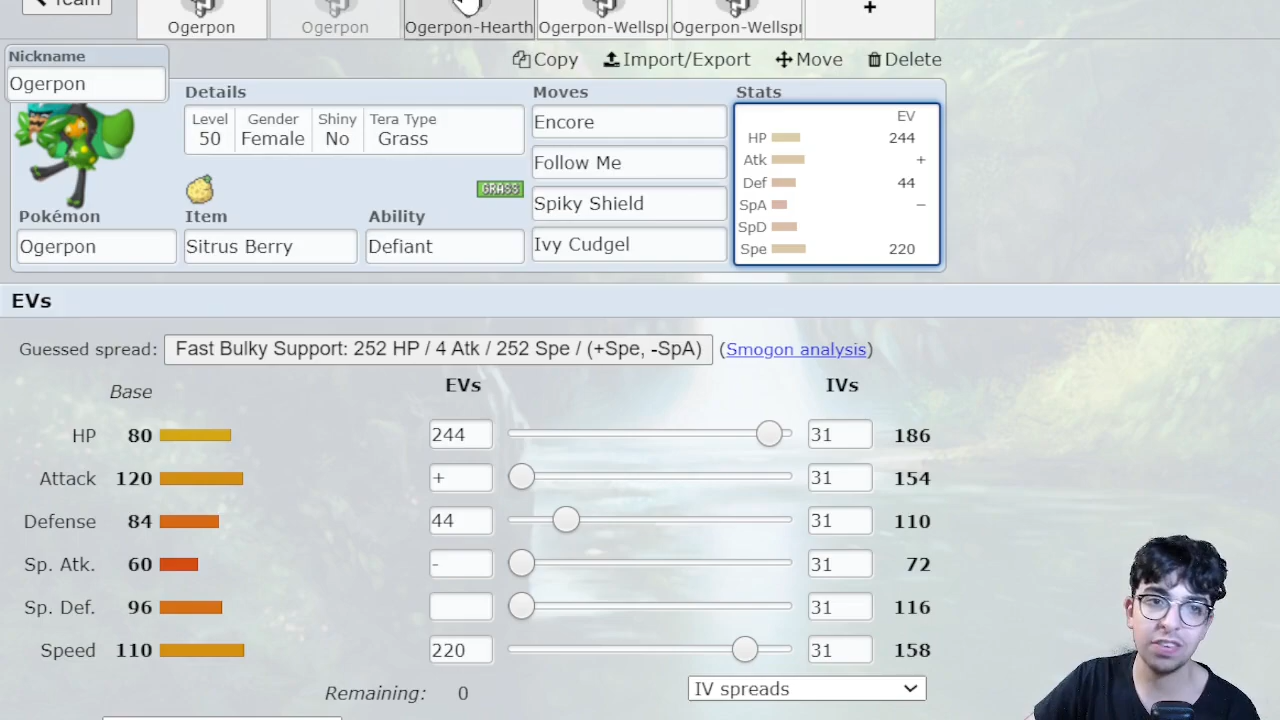 Team
Ogerpon
Ogerpon
Ogerpon-Hearth
Ogerpon-Wellspr
Ogerpon-Wellspr
+
Copy
Import/Export
Move
Delete
Nickname
Ogerpon
Details
Level
50
Gender
Female
Shiny
No
Tera Type
Grass
GRASS
Pokémon
Ogerpon
Item
Sitrus Berry
Ability
Defiant
Moves
Encore
Follow Me
Spiky Shield
Ivy Cudgel
Stats
EV
HP 244
Atk +
Def 44
SpA −
SpD
Spe 220
EVs
Guessed spread: Fast Bulky Support: 252 HP / 4 Atk / 252 Spe / (+Spe, -SpA) (Smogon analysis)
Base EVs IVs
HP 80 244 31 186
Attack 120 + 31 154
Defense 84 44 31 110
Sp. Atk. 60 - 31 72
Sp. Def. 96 31 116
Speed 110 220 31 158
Remaining: 0
IV spreads